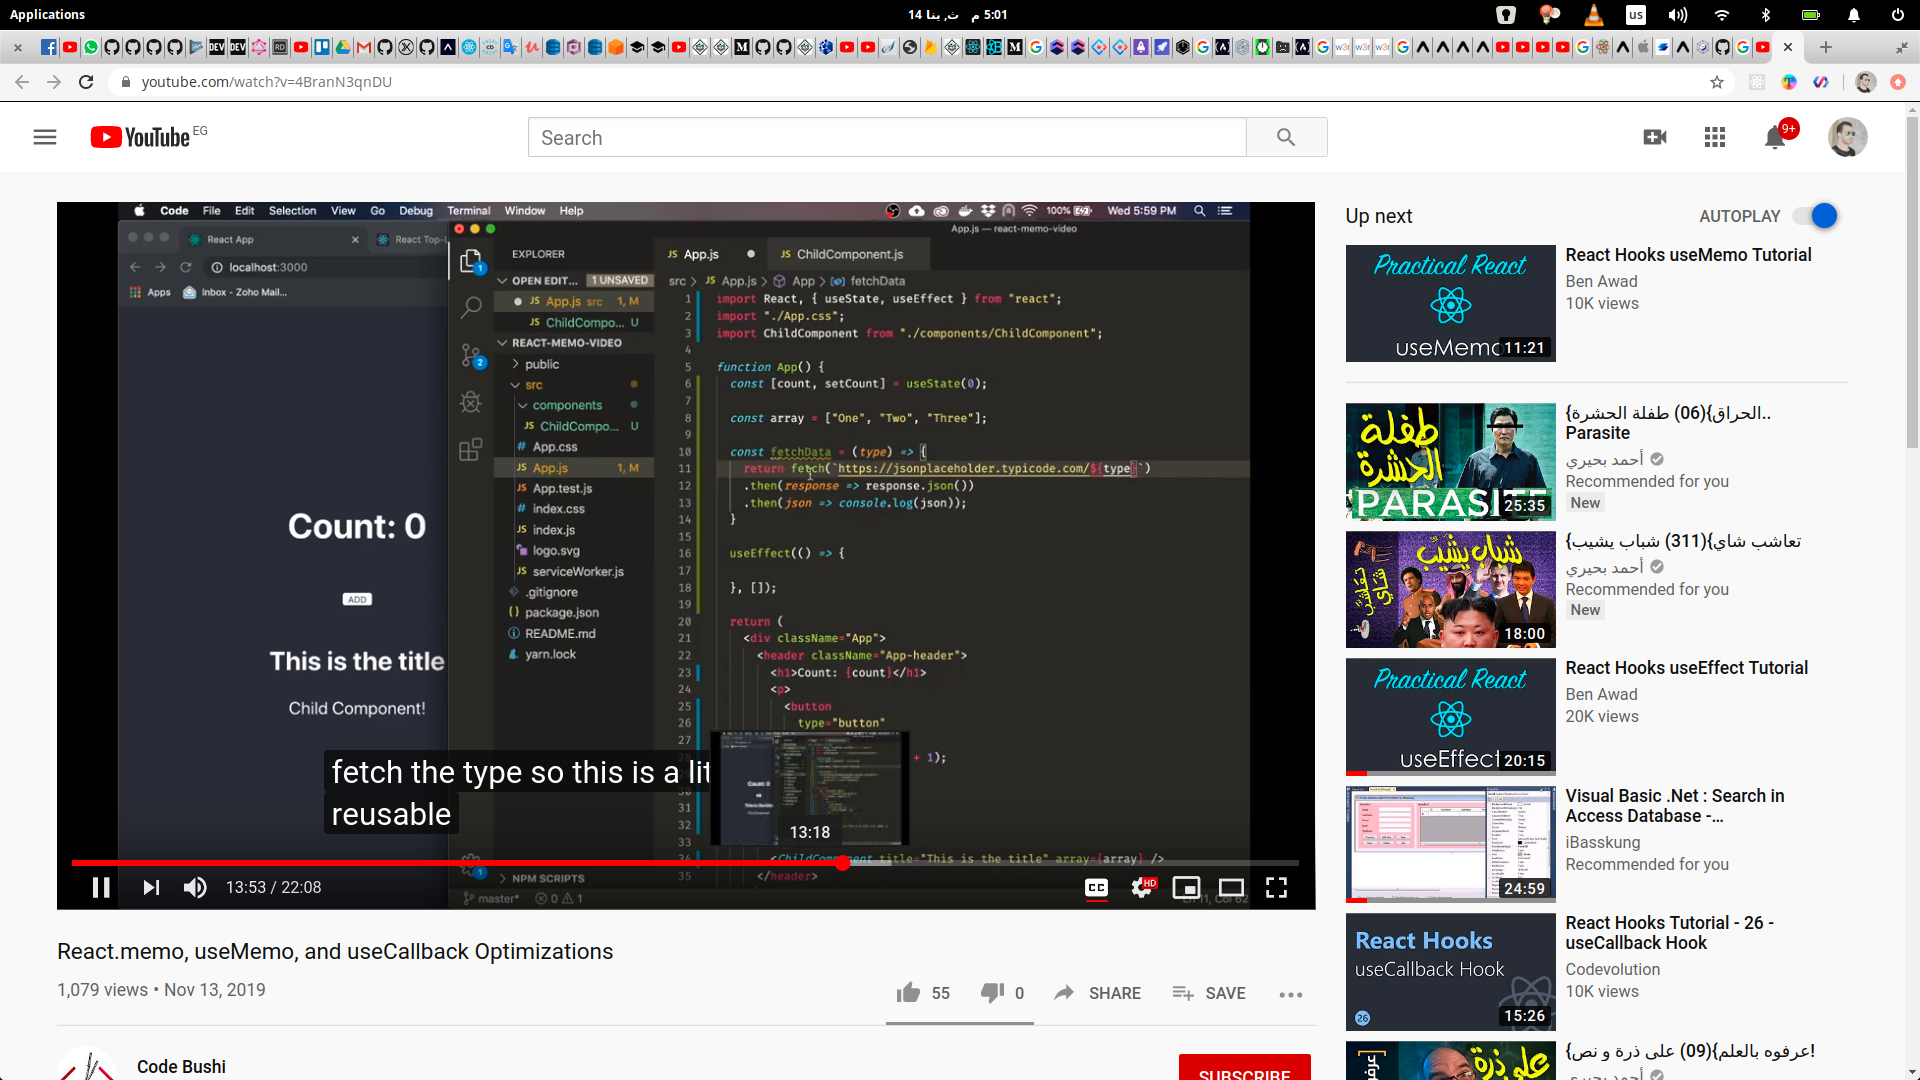 Applications
14 ث, ينا  5:01 م
us
youtube.com/watch?v=4BranN3qnDU
YouTube EG
Search
9+
Code File Edit Selection View Go Debug Terminal Window Help
100% Wed 5:59 PM
React App
React Top-L
App.js — react-memo-video
localhost:3000
Apps Inbox - Zoho Mail...
EXPLORER
OPEN EDIT... 1 UNSAVED
JS App.js src 1, M
JS ChildCompo... U
REACT-MEMO-VIDEO
public
src
components
JS ChildCompo... U
# App.css
JS App.js 1, M
JS App.test.js
# index.css
JS index.js
logo.svg
JS serviceWorker.js
.gitignore
{} package.json
README.md
yarn.lock
NPM SCRIPTS
master* 0 1
JS App.js
JS ChildComponent.js
src > JS App.js > App > fetchData
1 import React, { useState, useEffect } from "react";
2 import "./App.css";
3 import ChildComponent from "./components/ChildComponent";
4
5 function App() {
6 const [count, setCount] = useState(0);
7
8 const array = ["One", "Two", "Three"];
9
10 const fetchData = (type) => {
11 return fetch(`https://jsonplaceholder.typicode.com/${type}`)
12 .then(response => response.json())
13 .then(json => console.log(json));
14 }
15
16 useEffect(() => {
17
18 }, []);
19
20 return (
21 <div className="App">
22 <header className="App-header">
23 <h1>Count: {count}</h1>
24 <p>
25 <button
26 type="button"
27
+ 1);
31
32
33
34 <ChildComponent title="This is the title" array={array} />
35 </header>
Count: 0
ADD
This is the title
Child Component!
fetch the type so this is a lit
reusable
13:18
13:53 / 22:08
CC
HD
React.memo, useMemo, and useCallback Optimizations
1,079 views • Nov 13, 2019
55 0 SHARE SAVE
Code Bushi
SUBSCRIBE
Up next
AUTOPLAY
Practical React
useMemo
11:21
React Hooks useMemo Tutorial
Ben Awad
10K views
طفلة الحشرة
PARASITE
25:35
{الحراق}(06) طفلة الحشرة..
Parasite
أحمد بحيري
Recommended for you
New
شباب يشيب
تعاشب شاي
18:00
{تعاشب شاي}(311) شباب يشيب
أحمد بحيري
Recommended for you
New
Practical React
useEffect
20:15
React Hooks useEffect Tutorial
Ben Awad
20K views
24:59
Visual Basic .Net : Search in
Access Database -...
iBasskung
Recommended for you
React Hooks
useCallback Hook
26
15:26
React Hooks Tutorial - 26 -
useCallback Hook
Codevolution
10K views
على ذرة
{عرفوه بالعلم}(09) على ذرة و نص!
أحمد بحيري